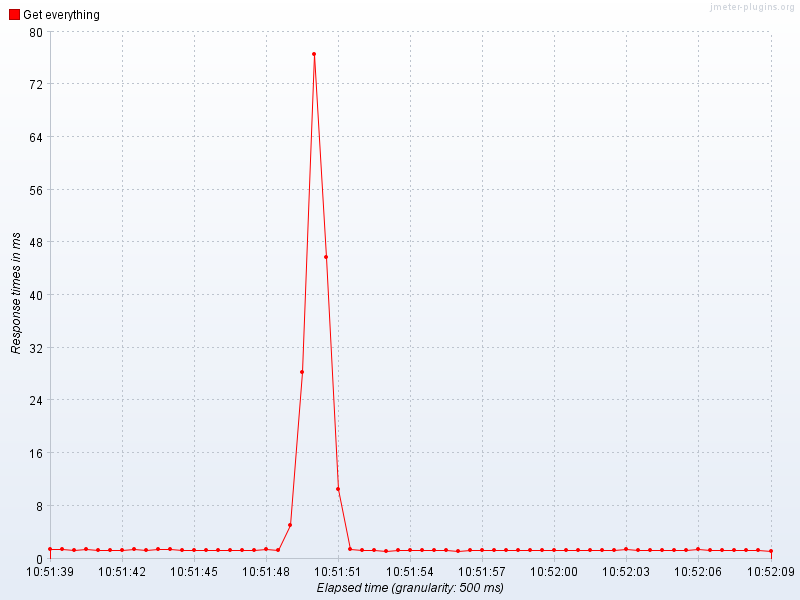 jmeter-plugins.org
Get everything
80
72
64
56
48
40
32
24
16
8
0
Response times in ms
10:51:39 10:51:42 10:51:45 10:51:48 10:51:51 10:51:54 10:51:57 10:52:00 10:52:03 10:52:06 10:52:09
Elapsed time (granularity: 500 ms)